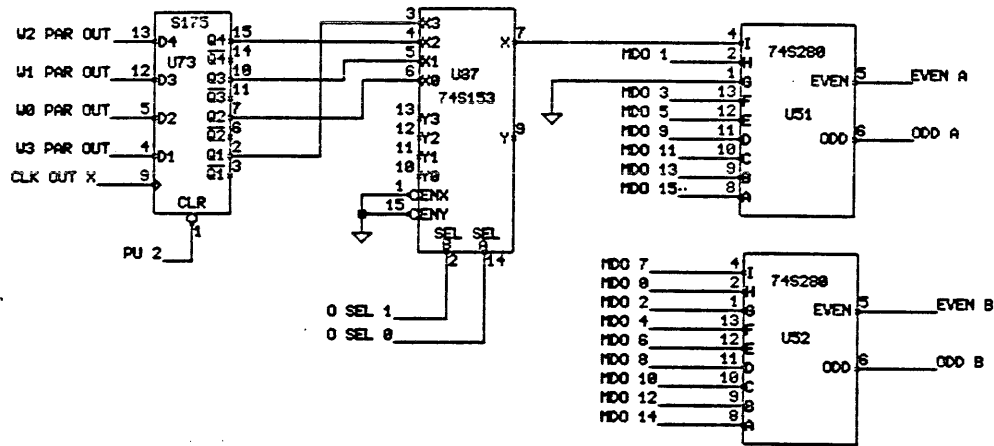 S175
U73
W2 PAR OUT 13 D4 Q4 15
Q4 14
W1 PAR OUT 12 D3 Q3 10
Q3 11
W0 PAR OUT 5 D2 Q2 7
Q2 6
W3 PAR OUT 4 D1 Q1 2
Q1 3
CLK OUT X 9
CLR
1
PU 2
3 X3
4 X2
5 X1
6 X0
X 7
U37
74S153
13 Y3
12 Y2
11 Y1
10 Y0
Y 9
1 ENX
15 ENY
SEL B SEL A
2 14
O SEL 1
O SEL 0
74S280
U51
4 I
MDO 1 2 H
1 G
MDO 3 13 F
MDO 5 12 E
MDO 9 11 D
MDO 11 10 C
MDO 13 9 B
MDO 15 8 A
EVEN 5 EVEN A
ODD 6 ODD A
74S280
U52
MDO 7 4 I
MDO 0 2 H
MDO 2 1 G
MDO 4 13 F
MDO 6 12 E
MDO 8 11 D
MDO 10 10 C
MDO 12 9 B
MDO 14 8 A
EVEN 5 EVEN B
ODD 6 ODD B